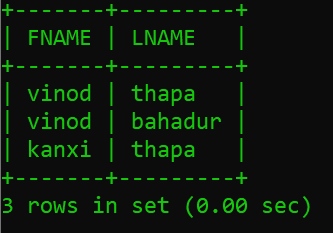 +-------+---------+
| FNAME | LNAME   |
+-------+---------+
| vinod | thapa   |
| vinod | bahadur |
| kanxi | thapa   |
+-------+---------+
3 rows in set (0.00 sec)